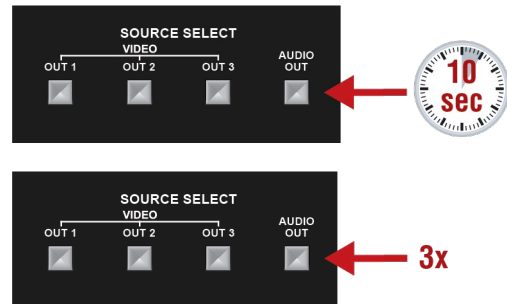 SOURCE SELECT
VIDEO
OUT 1 OUT 2 OUT 3 AUDIO OUT
10 sec
SOURCE SELECT
VIDEO
OUT 1 OUT 2 OUT 3 AUDIO OUT
3x